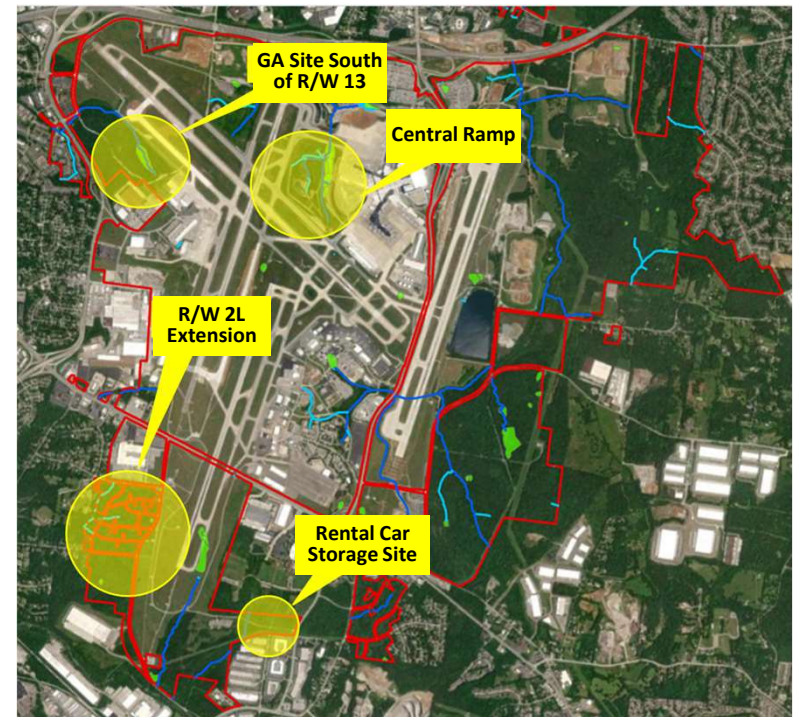 GA Site South
of R/W 13
Central Ramp
R/W 2L
Extension
Rental Car
Storage Site